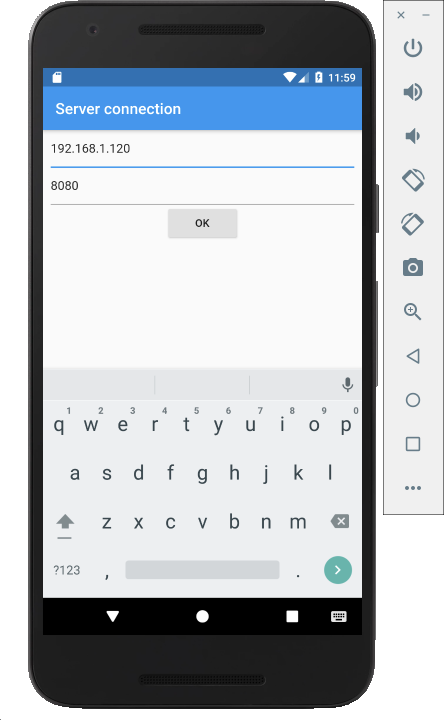 11:59
Server connection
192.168.1.120
8080
OK
1 2 3 4 5 6 7 8 9 0
q w e r t y u i o p
a s d f g h j k l
z x c v b n m
?123 , .